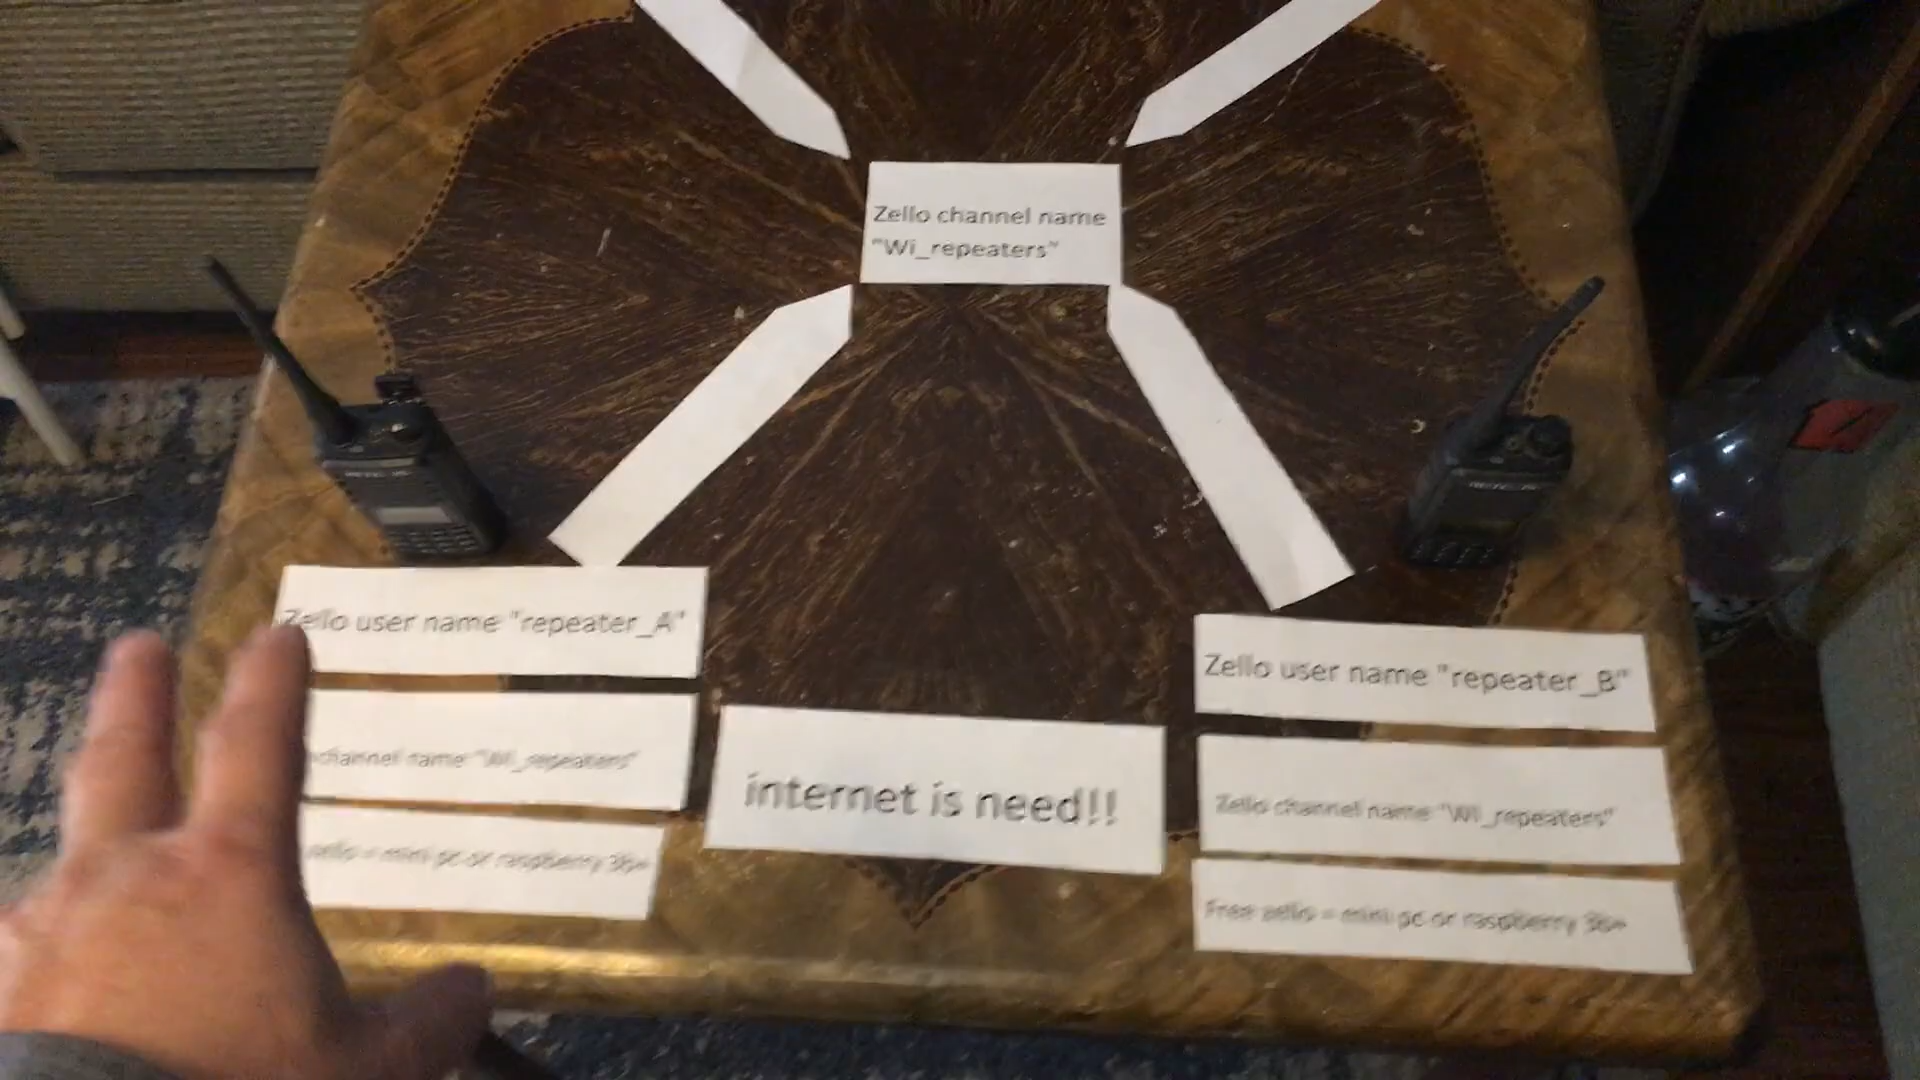 Zello channel name
"Wi_repeaters"
Zello user name "repeater_A"
channel name "Wi_repeaters"
zello = mini pc or raspberry
internet is need!!
Zello user name "repeater_B"
Zello channel name "Wi_repeaters"
Free zello = mini pc or raspberry